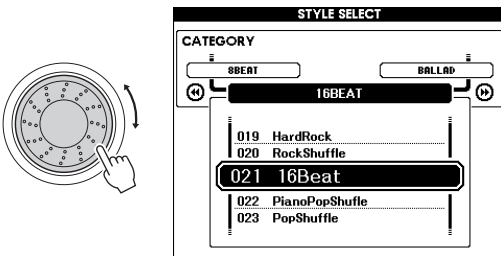 STYLE SELECT
CATEGORY
8BEAT BALLAD
16BEAT
019 HardRock
020 RockShuffle
021 16Beat
022 PianoPopShufle
023 PopShuffle